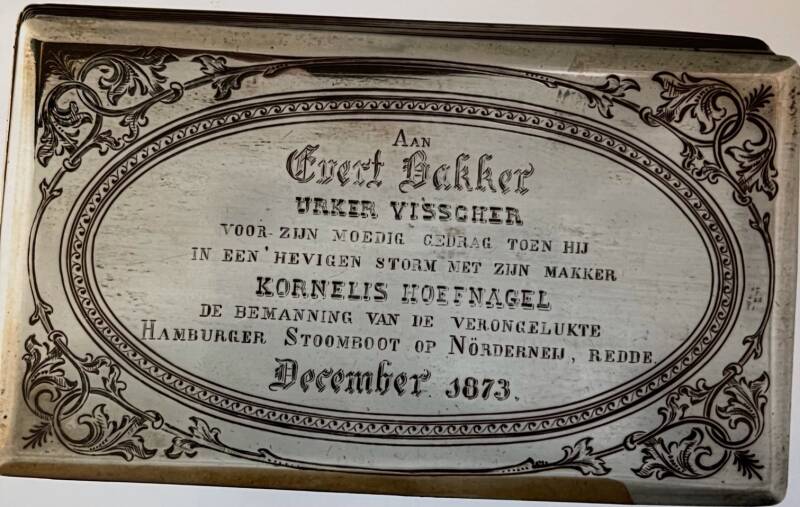 AAN
Evert Bakker
URKER VISSCHER
VOOR ZIJN MOEDIG GEDRAG TOEN HIJ
IN EEN HEVIGEN STORM MET ZIJN MAKKER
KORNELIS HOEFNAGEL
DE BEMANNING VAN DE VERONGELUKTE
HAMBURGER STOOMBOOT OP NÖRDERNEIJ, REDDE.
December 1873.